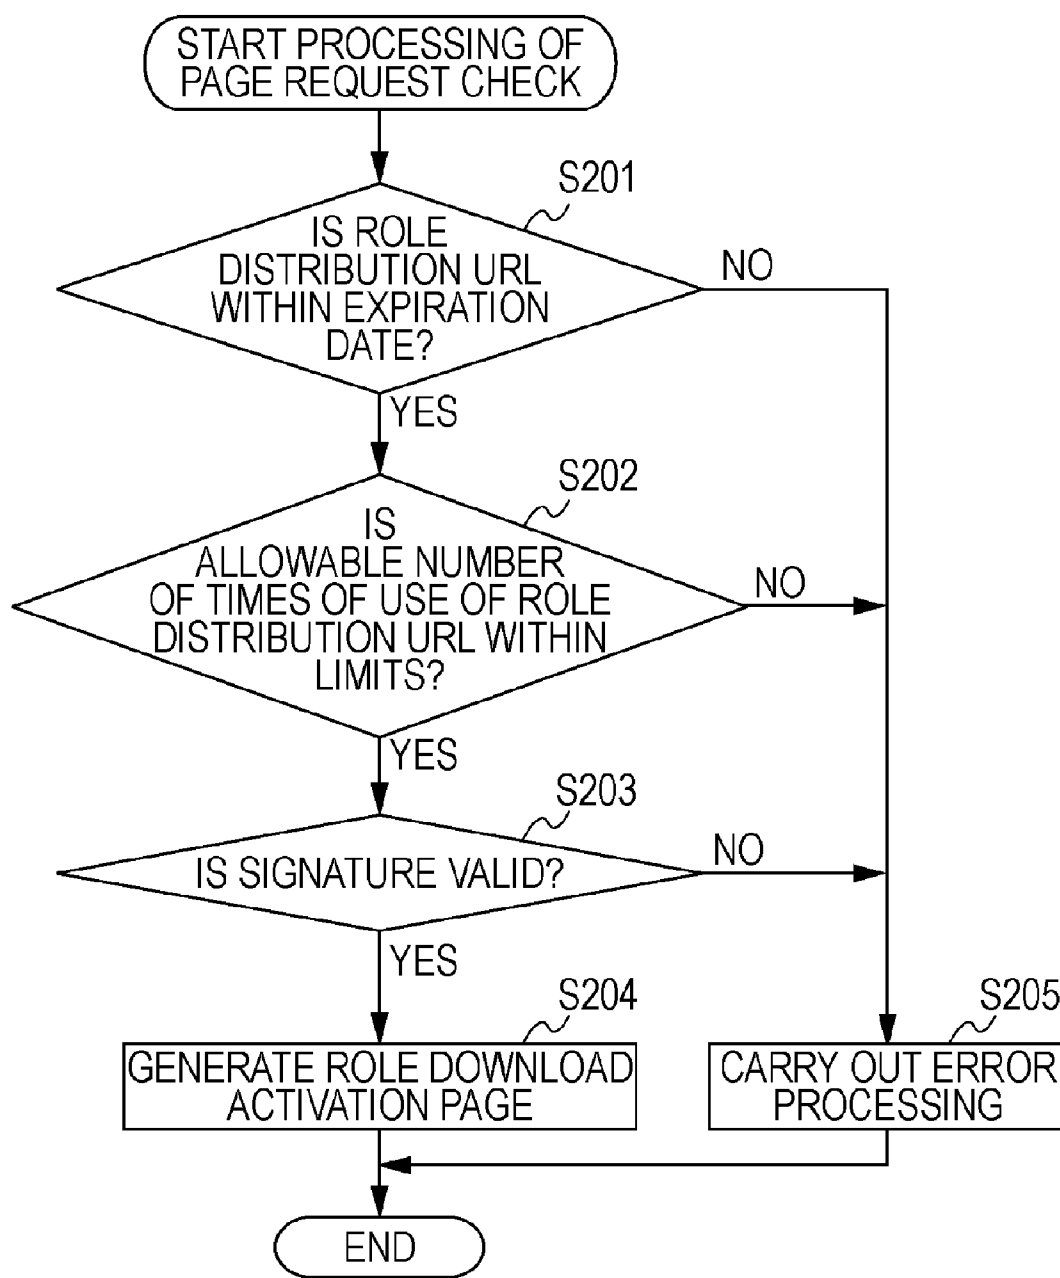 START PROCESSING OF
PAGE REQUEST CHECK
S201
IS ROLE
DISTRIBUTION URL
WITHIN EXPIRATION
DATE?
NO
YES
S202
IS
ALLOWABLE NUMBER
OF TIMES OF USE OF ROLE
DISTRIBUTION URL WITHIN
LIMITS?
NO
YES
S203
IS SIGNATURE VALID?
NO
YES
S204
GENERATE ROLE DOWNLOAD
ACTIVATION PAGE
S205
CARRY OUT ERROR
PROCESSING
END